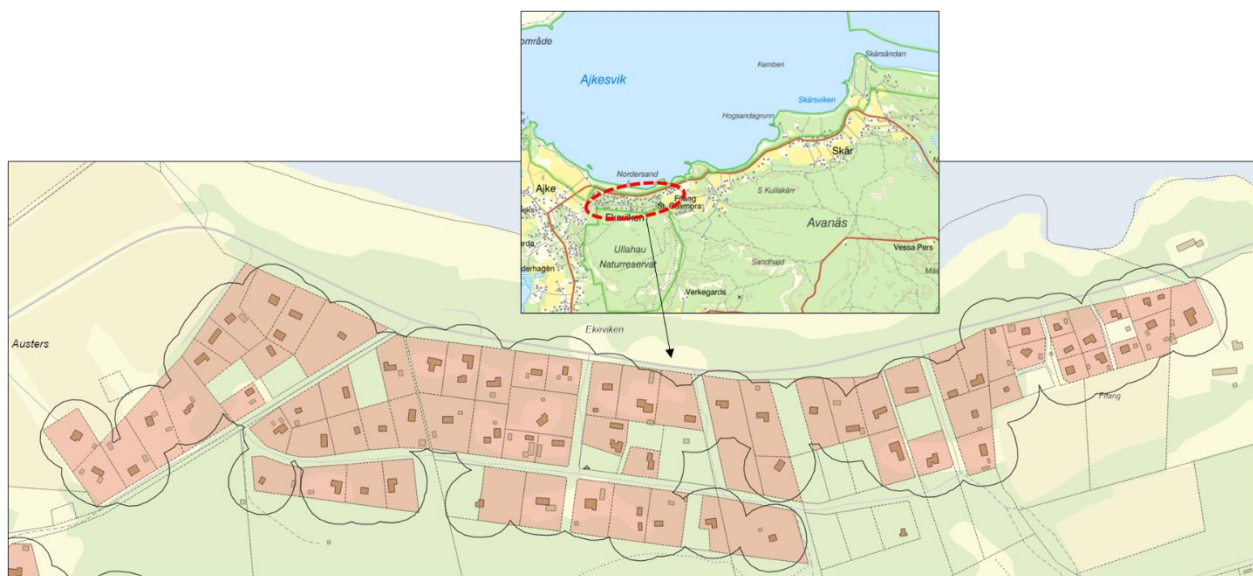 område
Ajkesvik
Kamben
Skärsändan
Skärsviken
Hogsandagrunn
Skär
Nordersand
Ajke
S Kullakärr
Ekeviken
Avanäs
Ullahau
Naturreservat
Vessa Pers
Sandhajd
Verkegards
Ekeviken
Austers